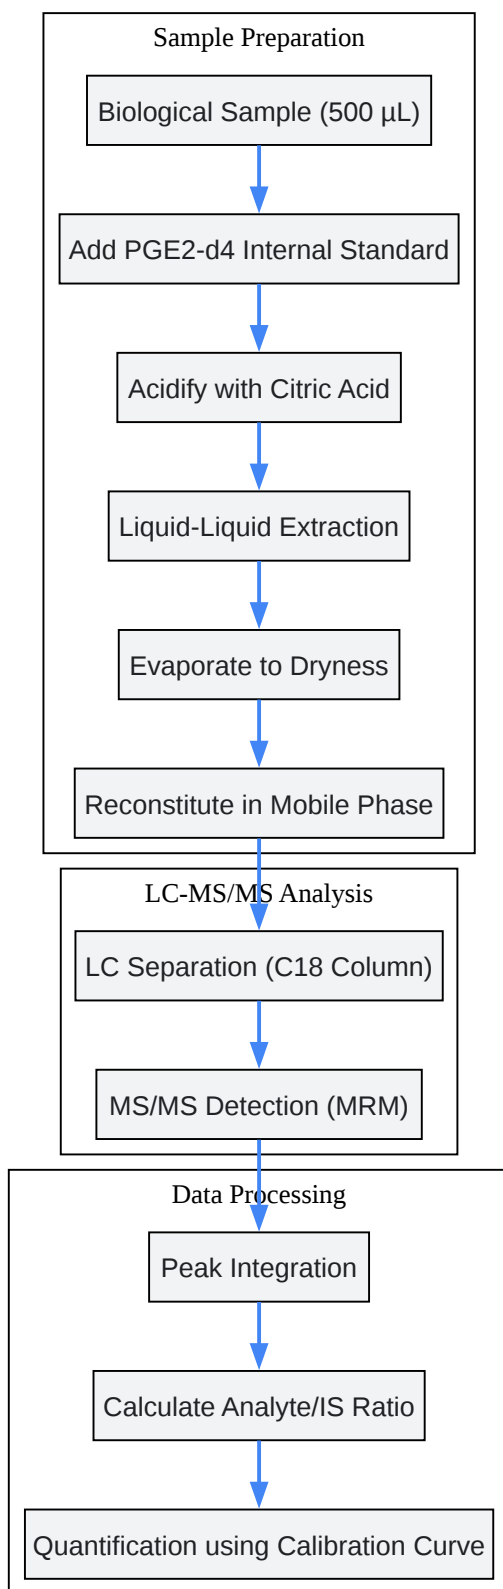 Sample Preparation
Biological Sample (500 µL)
Add PGE2-d4 Internal Standard
Acidify with Citric Acid
Liquid-Liquid Extraction
Evaporate to Dryness
Reconstitute in Mobile Phase
LC-MS/MS Analysis
LC Separation (C18 Column)
MS/MS Detection (MRM)
Data Processing
Peak Integration
Calculate Analyte/IS Ratio
Quantification using Calibration Curve